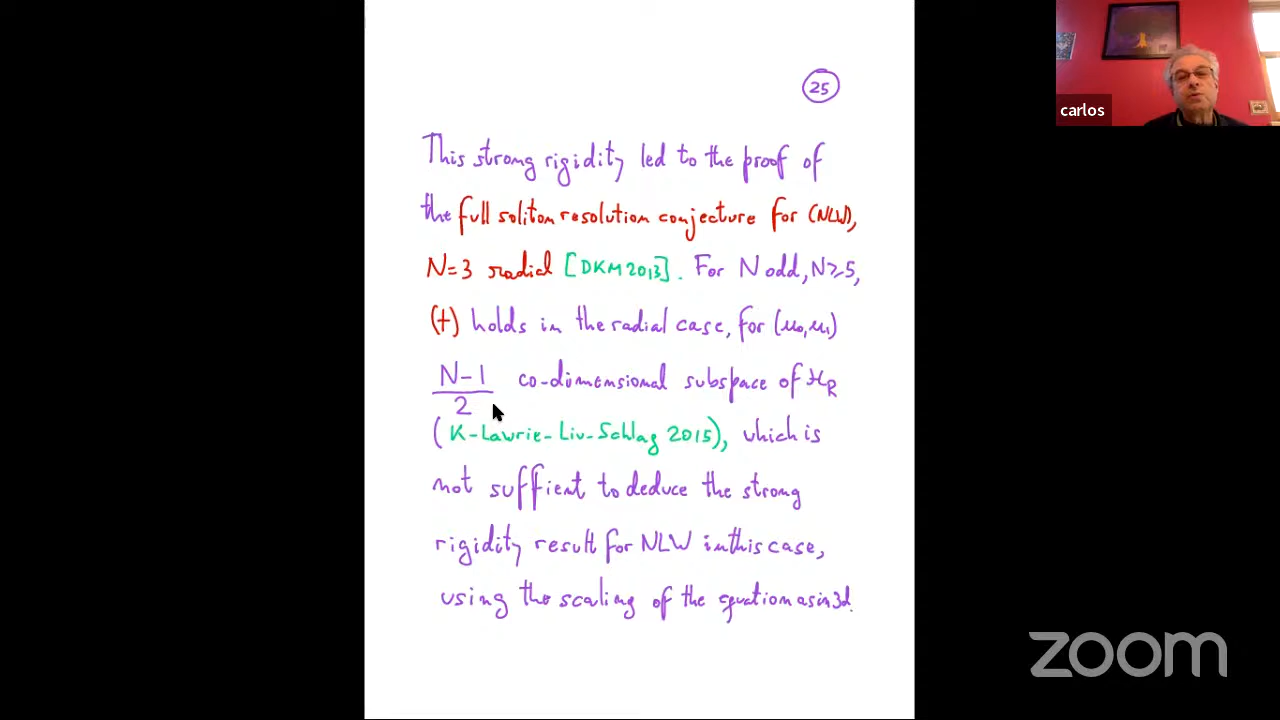 25
This strong rigidity led to the proof of
the full soliton resolution conjecture for (NLW),
N=3 radial [DKM 2013]. For N odd, N≥5,
(†) holds in the radial case, for (u₀,u₁)
N-1/2 co-dimensional subspace of ℋ_R
(K-Lawrie-Liu-Schlag 2015), which is
not suffient to deduce the strong
rigidity result for NLW in this case,
using the scaling of the equation as in 3d.
carlos
zoom